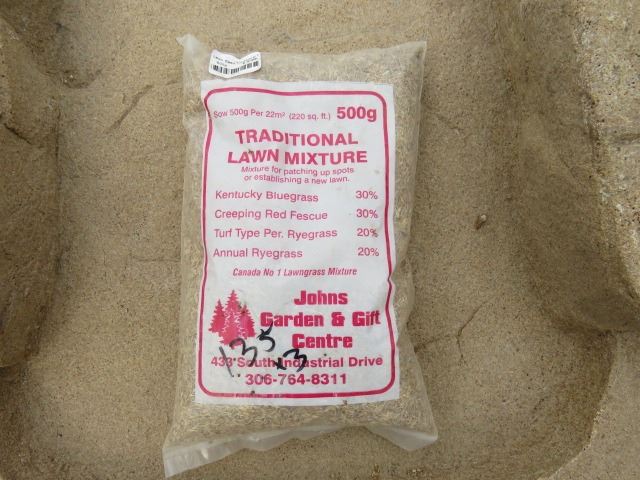 Sow 500g Per 22m² (220 sq. ft.) 500g
TRADITIONAL
LAWN MIXTURE
Mixture for patching up spots
or establishing a new lawn.
Kentucky Bluegrass 30%
Creeping Red Fescue 30%
Turf Type Per. Ryegrass 20%
Annual Ryegrass 20%
Canada No 1 Lawngrass Mixture
Johns
Garden & Gift
Centre
135
x3
433 South Industrial Drive
306-764-8311